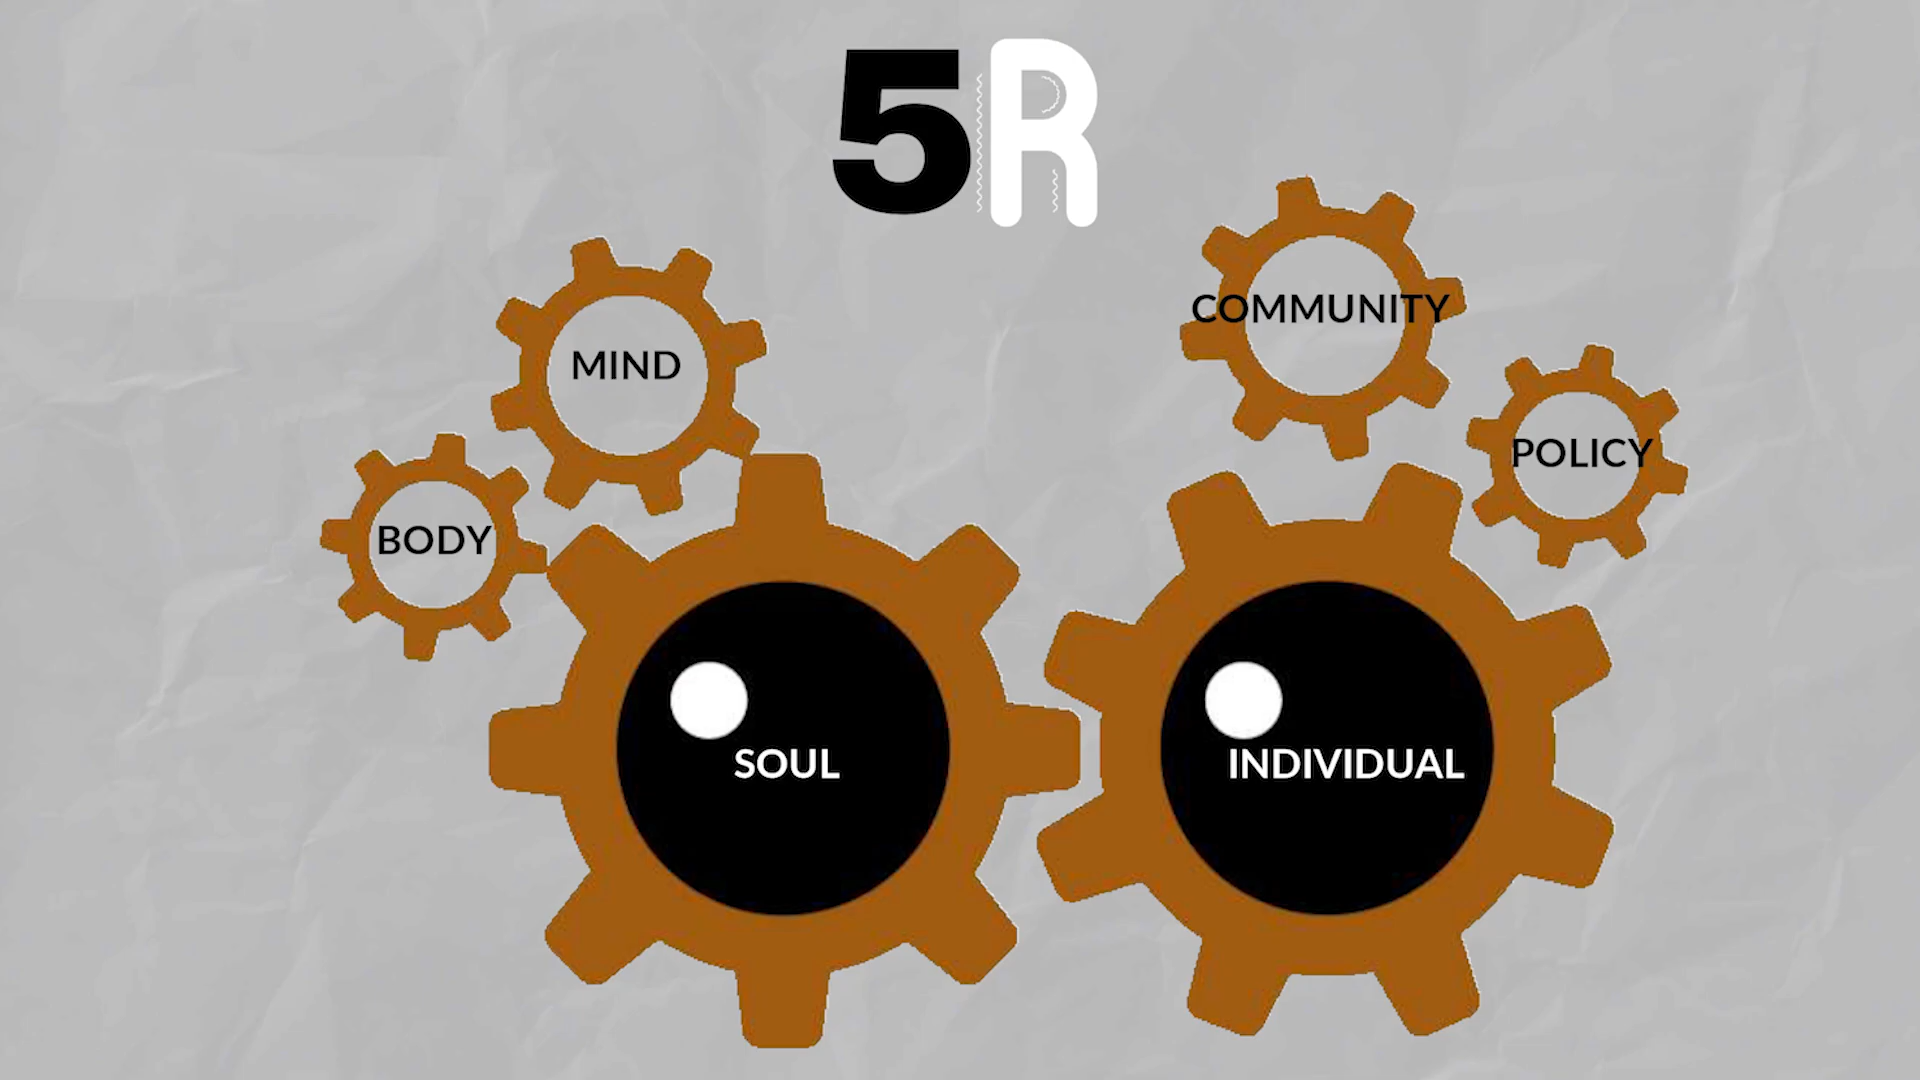 5R
COMMUNITY
MIND
POLICY
BODY
SOUL
INDIVIDUAL